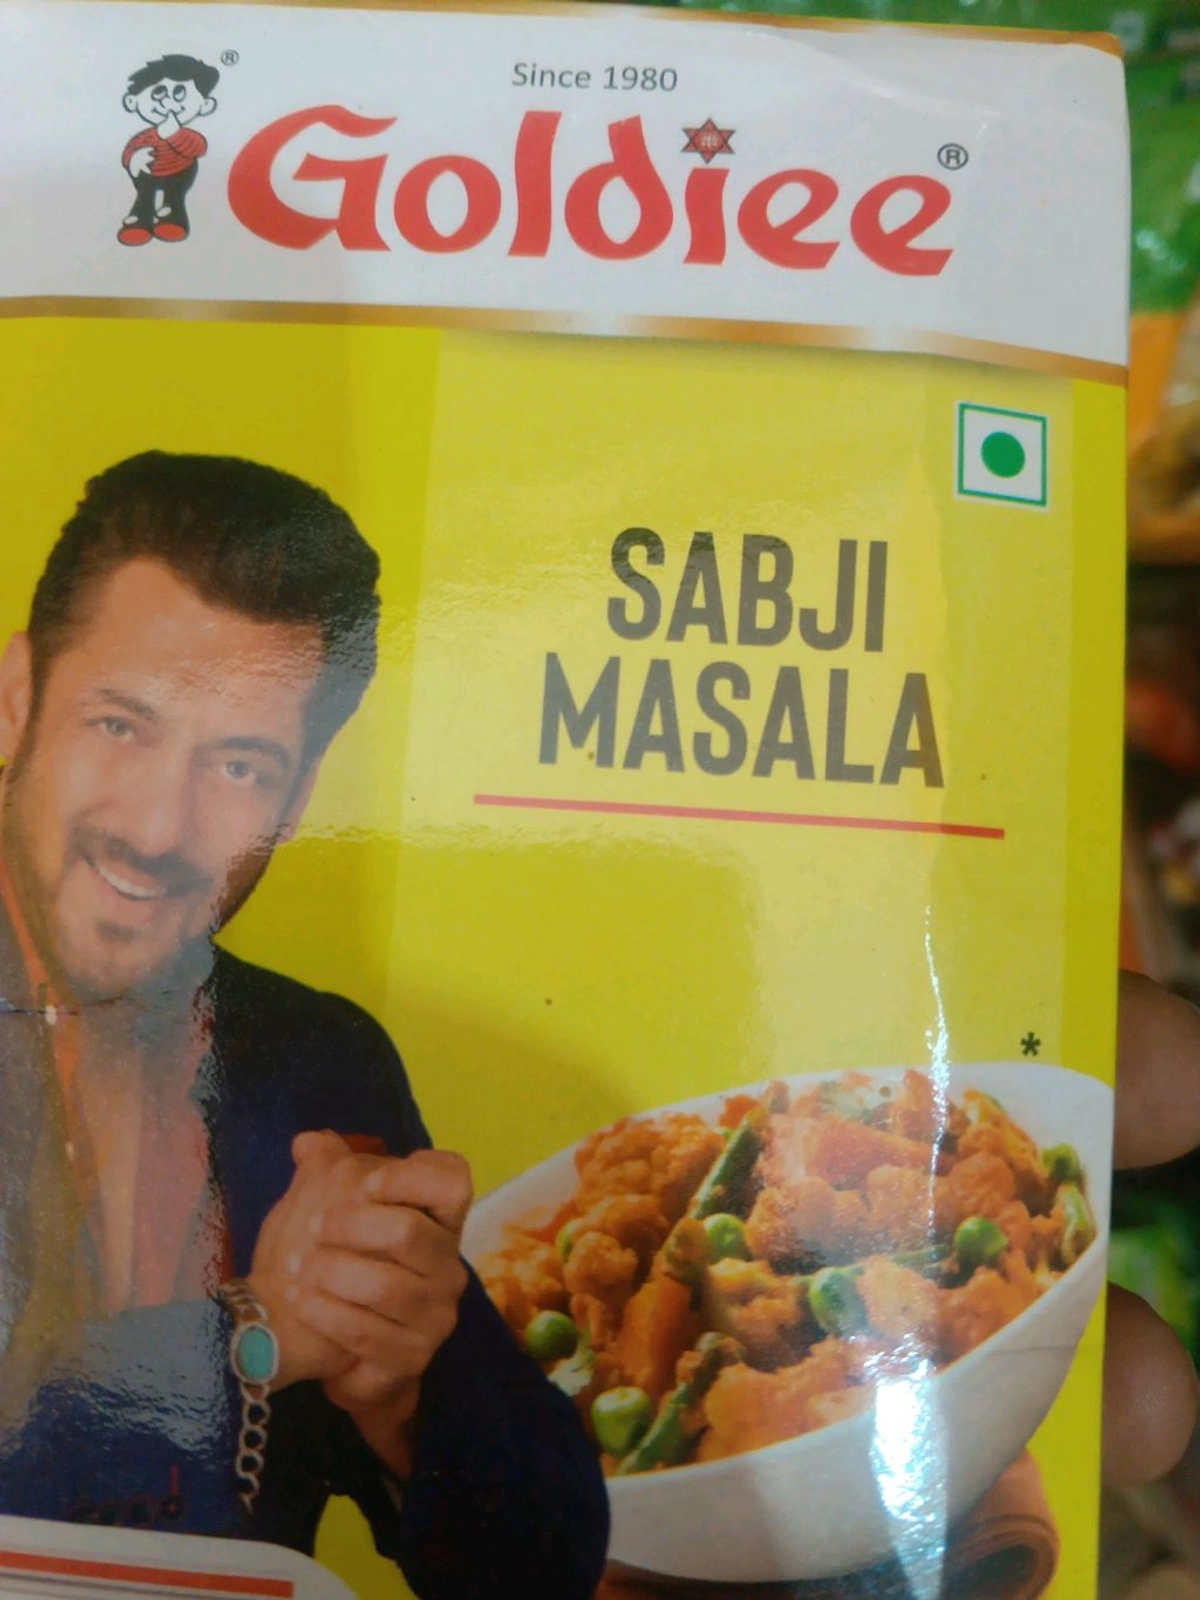 Since 1980
Goldiee®
SABJI
MASALA
*